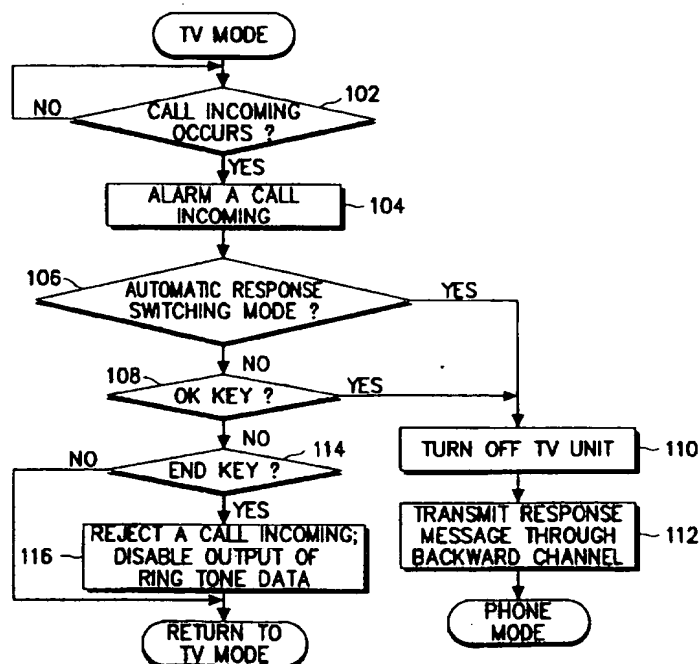 TV MODE
102
NO
CALL INCOMING
OCCURS ?
YES
ALARM A CALL
INCOMING
104
106
AUTOMATIC RESPONSE
SWITCHING MODE ?
YES
NO
108
OK KEY ?
YES
NO
114
NO
END KEY ?
YES
TURN OFF TV UNIT
110
116
REJECT A CALL INCOMING;
DISABLE OUTPUT OF
RING TONE DATA
TRANSMIT RESPONSE
MESSAGE THROUGH
BACKWARD CHANNEL
112
RETURN TO
TV MODE
PHONE
MODE